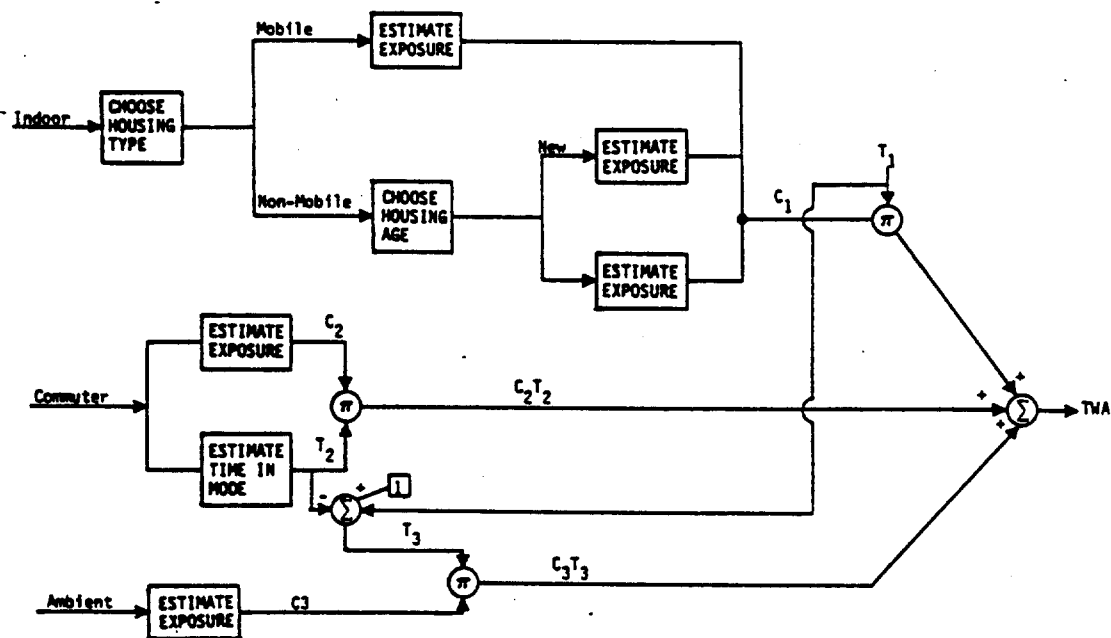 Mobile
ESTIMATE
EXPOSURE
Indoor
CHOOSE
HOUSING
TYPE
New
ESTIMATE
EXPOSURE
T1
Non-Mobile
CHOOSE
HOUSING
AGE
C1
π
ESTIMATE
EXPOSURE
ESTIMATE
EXPOSURE
C2
+
Commuter
π
C2T2
+
Σ
TWA
+
ESTIMATE
TIME IN
MODE
T2
- + 1
Σ
T3
π
C3T3
Ambient
ESTIMATE
EXPOSURE
C3